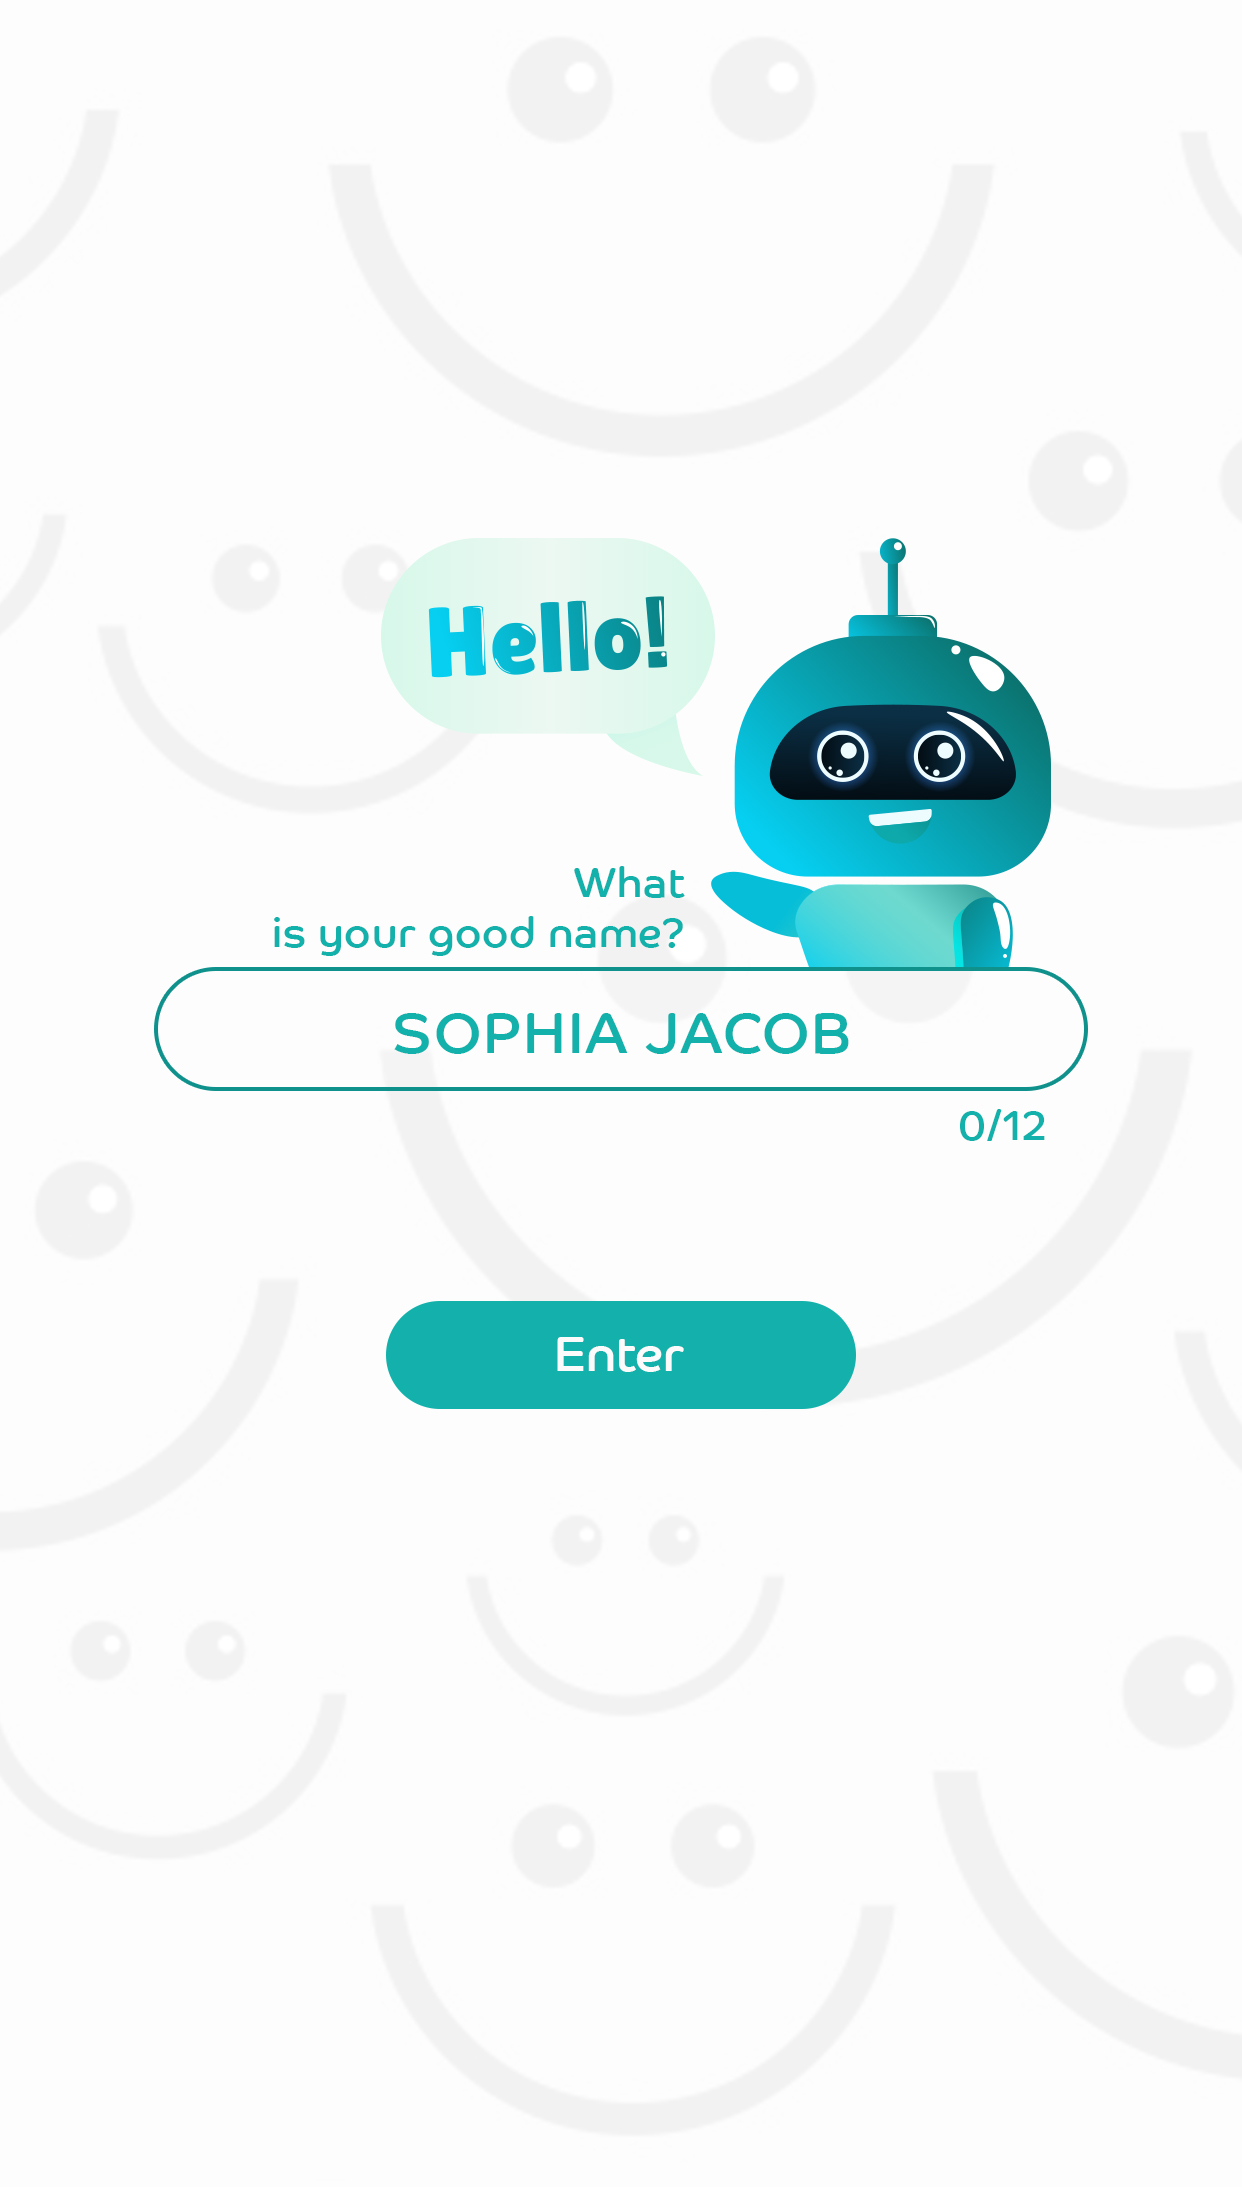 Hello!
What
is your good name?
SOPHIA JACOB
0/12
Enter